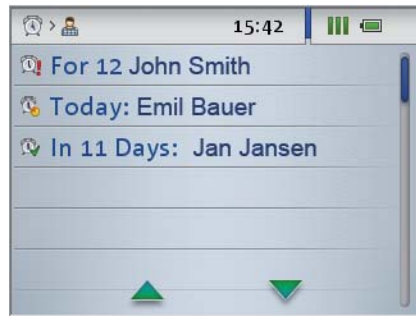 15:42
For 12 John Smith
Today: Emil Bauer
In 11 Days: Jan Jansen